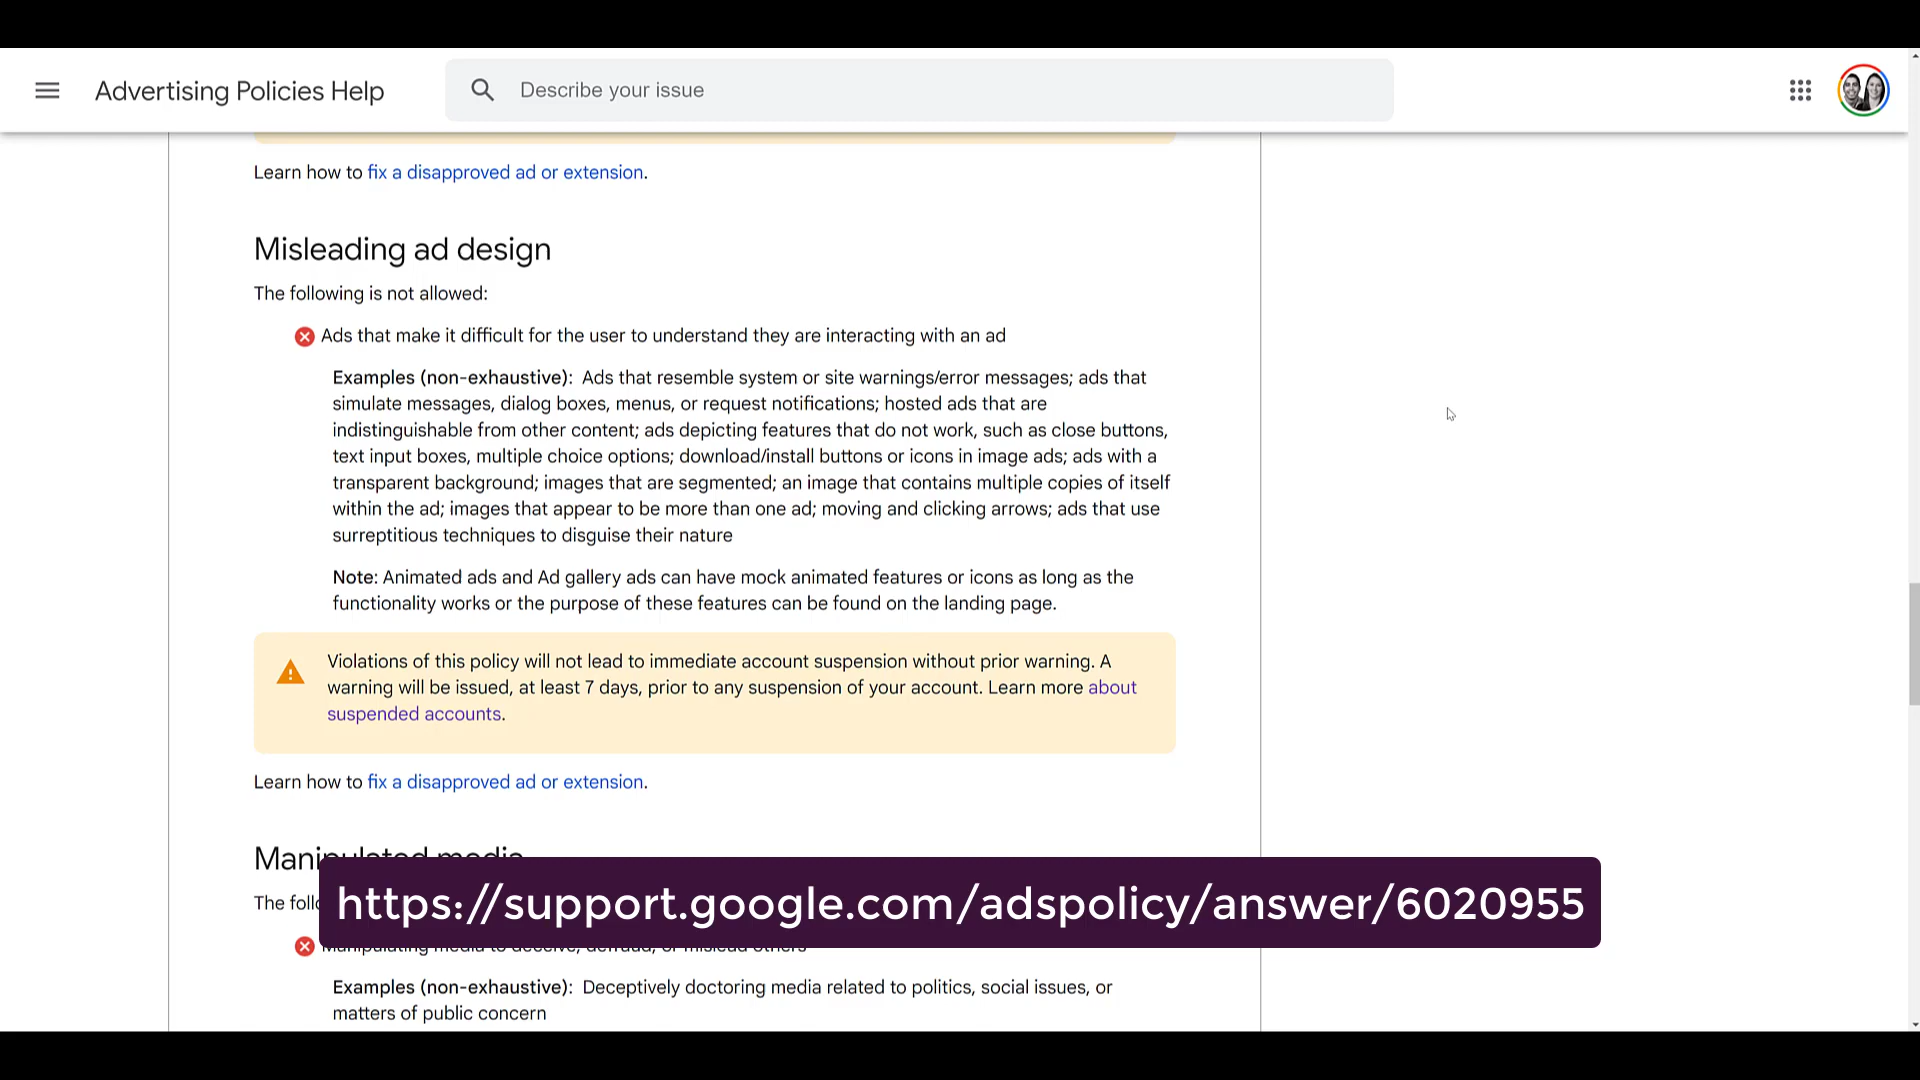 Advertising Policies Help
Describe your issue
Learn how to fix a disapproved ad or extension.
Misleading ad design
The following is not allowed:
Ads that make it difficult for the user to understand they are interacting with an ad
Examples (non-exhaustive): Ads that resemble system or site warnings/error messages; ads that
simulate messages, dialog boxes, menus, or request notifications; hosted ads that are
indistinguishable from other content; ads depicting features that do not work, such as close buttons,
text input boxes, multiple choice options; download/install buttons or icons in image ads; ads with a
transparent background; images that are segmented; an image that contains multiple copies of itself
within the ad; images that appear to be more than one ad; moving and clicking arrows; ads that use
surreptitious techniques to disguise their nature
Note: Animated ads and Ad gallery ads can have mock animated features or icons as long as the
functionality works or the purpose of these features can be found on the landing page.
Violations of this policy will not lead to immediate account suspension without prior warning. A
warning will be issued, at least 7 days, prior to any suspension of your account. Learn more about
suspended accounts.
Learn how to fix a disapproved ad or extension.
Manipulated media
The
https://support.google.com/adspolicy/answer/6020955
Manipulating media to deceive, defraud, or mislead others
Examples (non-exhaustive): Deceptively doctoring media related to politics, social issues, or
matters of public concern